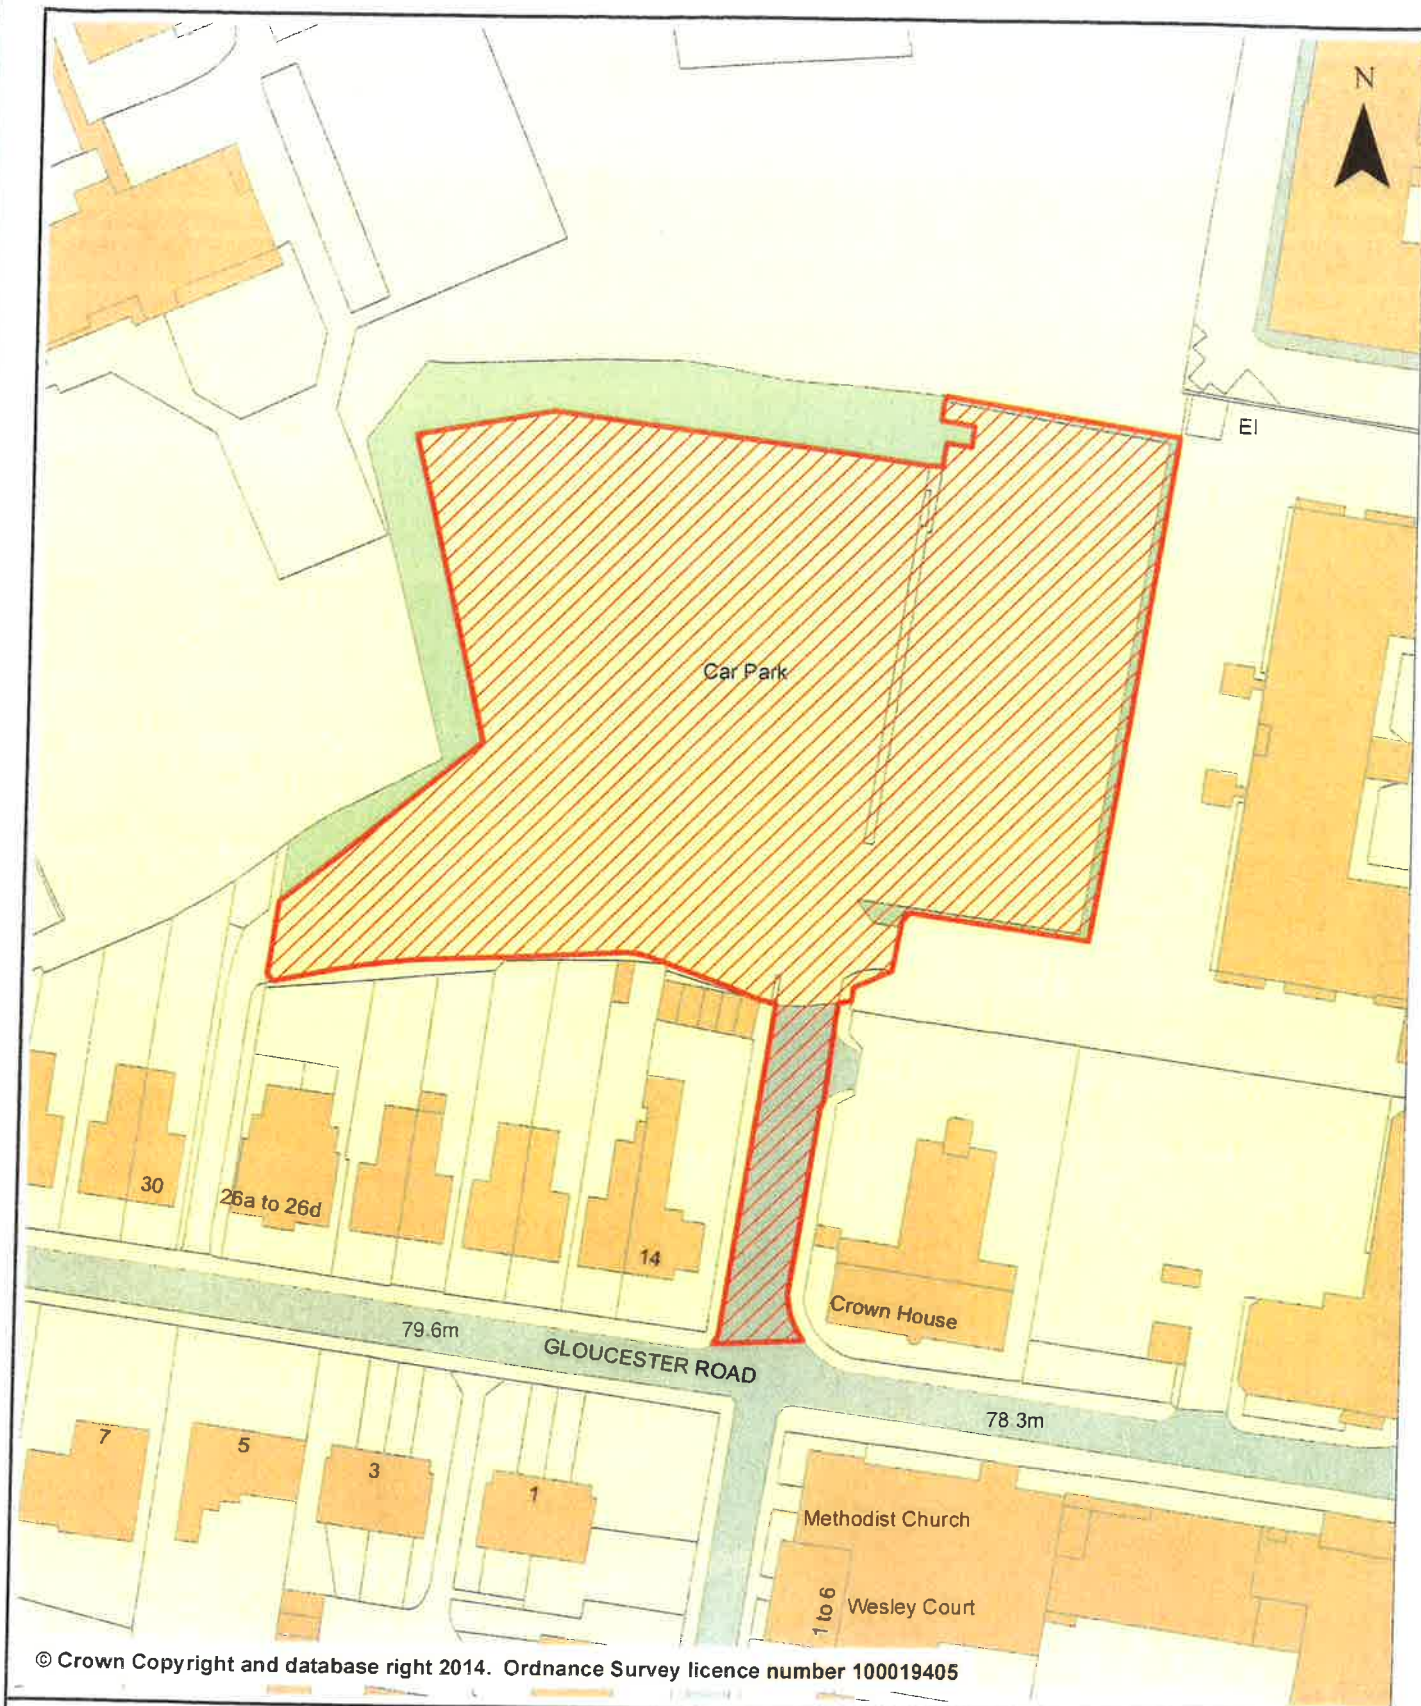 N
El
Car Park
30
26a to 26d
14
Crown House
79.6m
GLOUCESTER ROAD
78.3m
7
5
3
1
Methodist Church
1 to 6
Wesley Court
© Crown Copyright and database right 2014. Ordnance Survey licence number 100019405